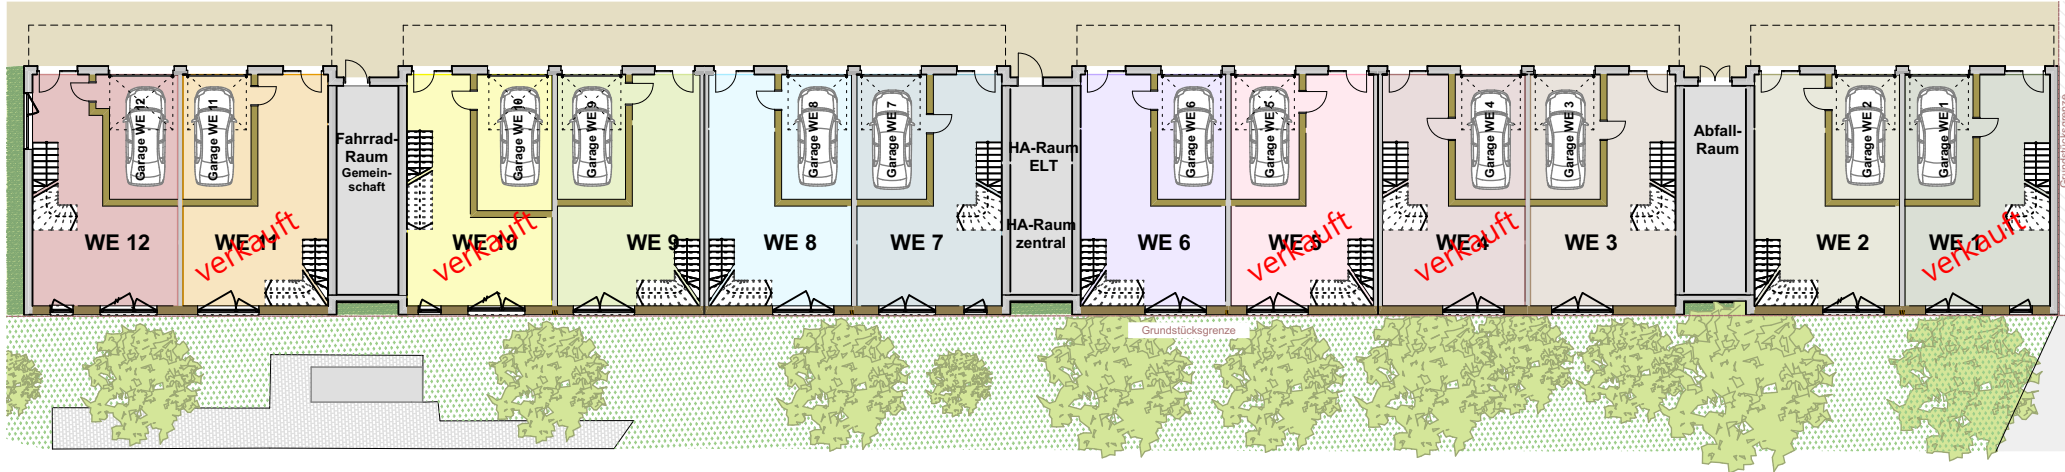 Garage WE 12
Garage WE 11
Garage WE 10
Garage WE 9
Garage WE 8
Garage WE 7
Garage WE 6
Garage WE 5
Garage WE 4
Garage WE 3
Garage WE 2
Garage WE 1
Fahrrad-
Raum
Gemein-
schaft
HA-Raum
ELT
HA-Raum
zentral
Abfall-
Raum
WE 12
WE 11
verkauft
WE 10
verkauft
WE 9
WE 8
WE 7
WE 6
WE 5
verkauft
WE 4
verkauft
WE 3
WE 2
WE 1
verkauft
Grundstücksgrenze
Grundstücksgrenze